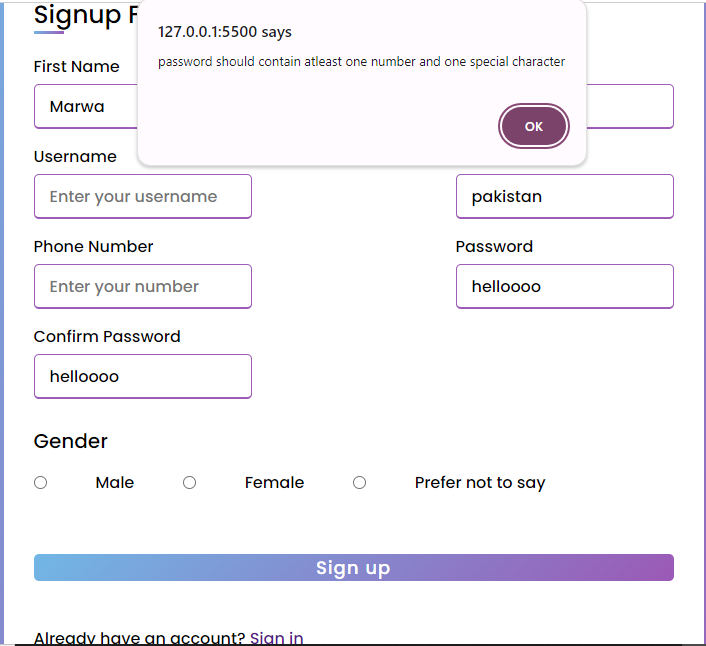 Signup F
127.0.0.1:5500 says
password should contain atleast one number and one special character
OK
First Name
Marwa
Username
Enter your username
pakistan
Phone Number
Password
Enter your number
helloooo
Confirm Password
helloooo
Gender
Male Female Prefer not to say
Sign up
Already have an account? Sign in